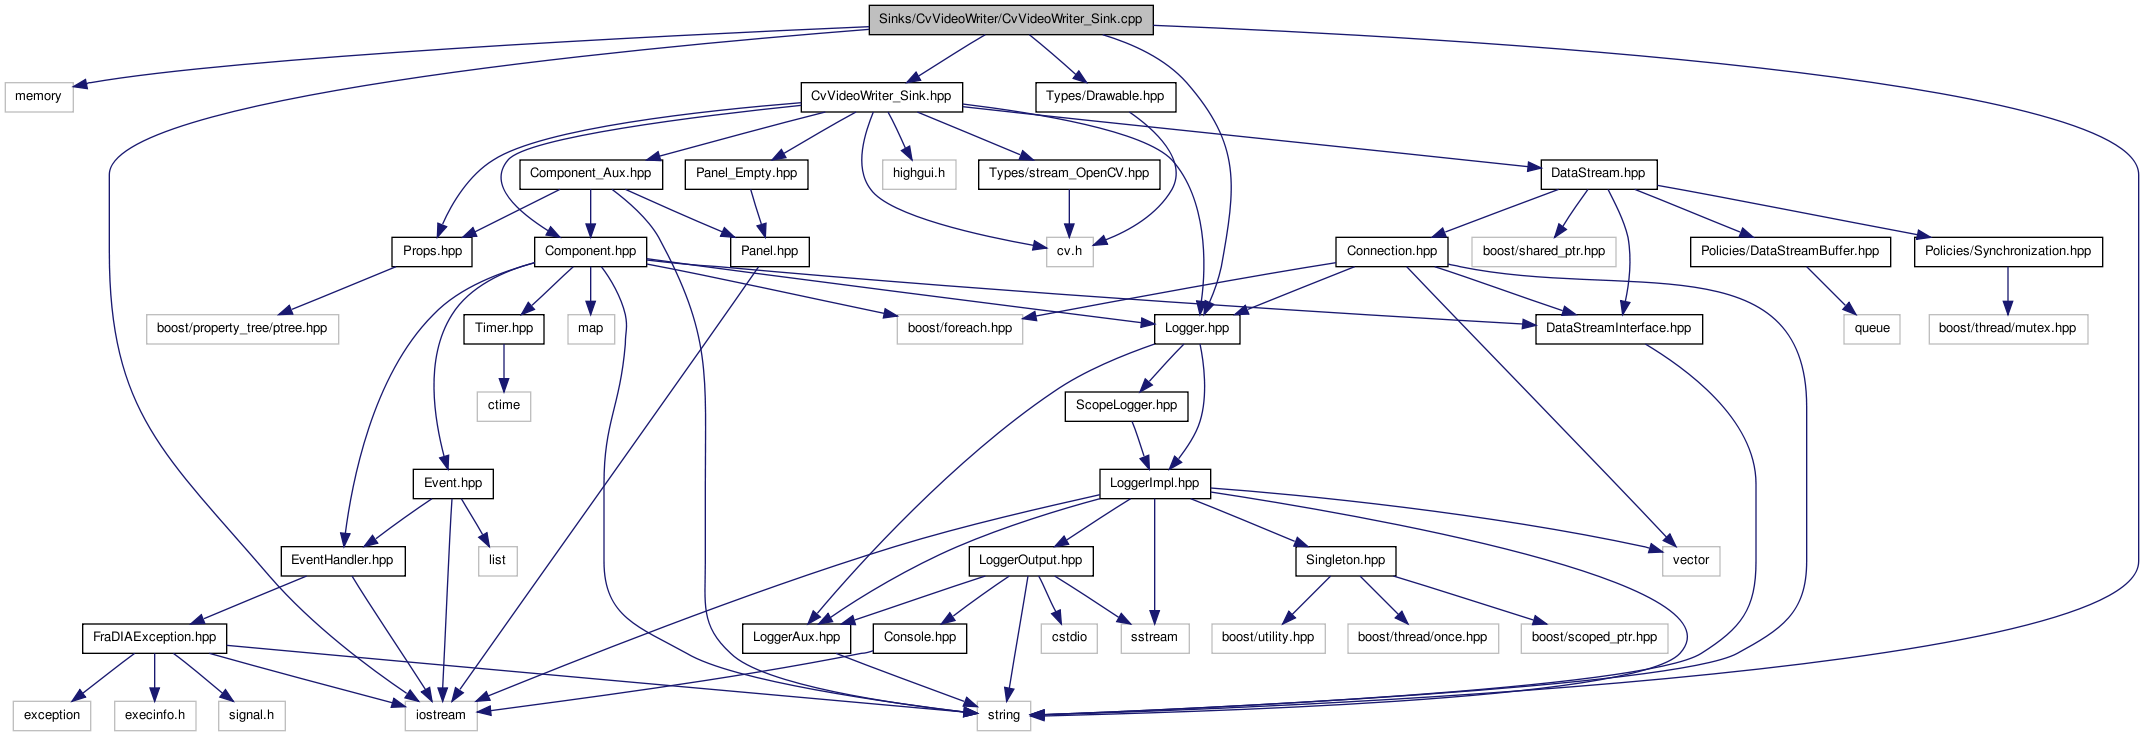 Sinks/CvVideoWriter/CvVideoWriter_Sink.cpp
memory
CvVideoWriter_Sink.hpp
Types/Drawable.hpp
Component_Aux.hpp
Panel_Empty.hpp
highgui.h
Types/stream_OpenCV.hpp
DataStream.hpp
Props.hpp
Component.hpp
Panel.hpp
cv.h
Connection.hpp
boost/shared_ptr.hpp
Policies/DataStreamBuffer.hpp
Policies/Synchronization.hpp
boost/property_tree/ptree.hpp
Timer.hpp
map
boost/foreach.hpp
Logger.hpp
DataStreamInterface.hpp
queue
boost/thread/mutex.hpp
ctime
ScopeLogger.hpp
Event.hpp
LoggerImpl.hpp
EventHandler.hpp
list
LoggerOutput.hpp
Singleton.hpp
vector
FraDIAException.hpp
LoggerAux.hpp
Console.hpp
cstdio
sstream
boost/utility.hpp
boost/thread/once.hpp
boost/scoped_ptr.hpp
exception
execinfo.h
signal.h
iostream
string